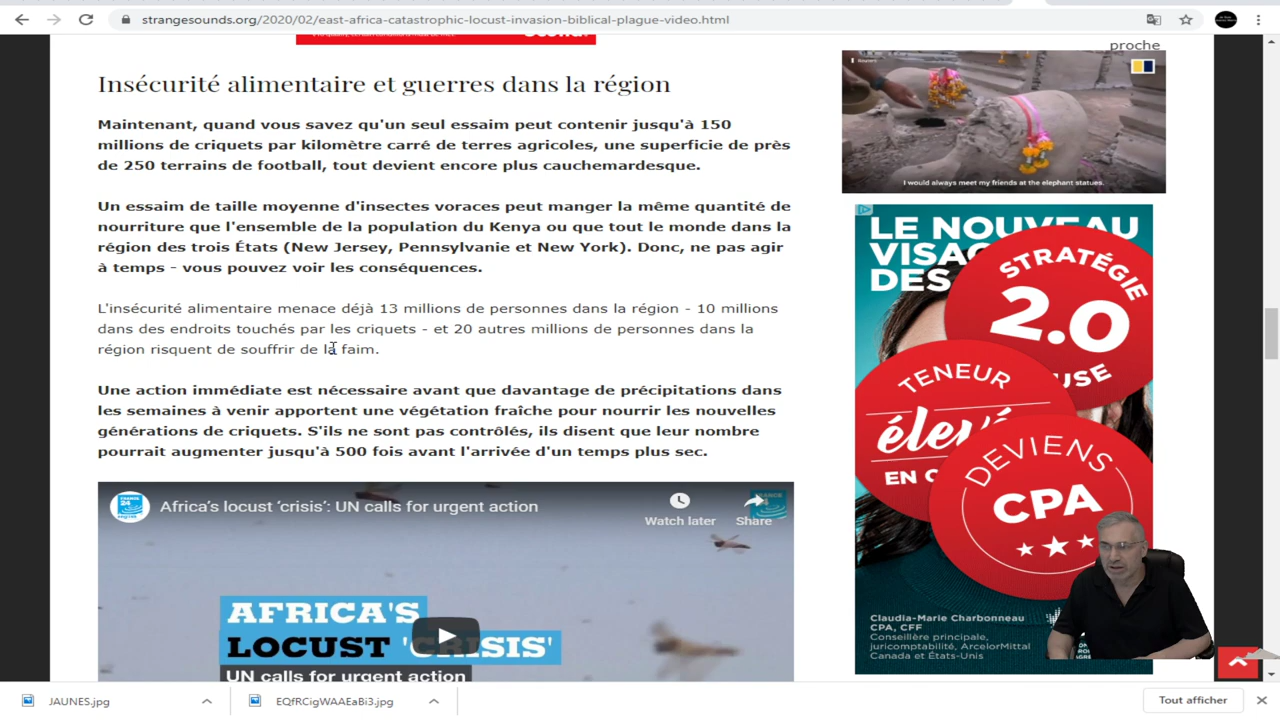 strangesounds.org/2020/02/east-africa-catastrophic-locust-invasion-biblical-plague-video.html
proche
Insécurité alimentaire et guerres dans la région
Maintenant, quand vous savez qu'un seul essaim peut contenir jusqu'à 150
millions de criquets par kilomètre carré de terres agricoles, une superficie de près
de 250 terrains de football, tout devient encore plus cauchemardesque.
Un essaim de taille moyenne d'insectes voraces peut manger la même quantité de
nourriture que l'ensemble de la population du Kenya ou que tout le monde dans la
région des trois États (New Jersey, Pennsylvanie et New York). Donc, ne pas agir
à temps - vous pouvez voir les conséquences.
L'insécurité alimentaire menace déjà 13 millions de personnes dans la région - 10 millions
dans des endroits touchés par les criquets - et 20 autres millions de personnes dans la
région risquent de souffrir de la faim.
Une action immédiate est nécessaire avant que davantage de précipitations dans
les semaines à venir apportent une végétation fraîche pour nourrir les nouvelles
générations de criquets. S'ils ne sont pas contrôlés, ils disent que leur nombre
pourrait augmenter jusqu'à 500 fois avant l'arrivée d'un temps plus sec.
FRANCE
24
Africa's locust 'crisis': UN calls for urgent action
Watch later
Share
AFRICA'S
LOCUST 'CRISIS'
UN calls for urgent action
I would always meet my friends at the elephant statues.
LE NOUVEAU
DES
STRATÉGIE
2.0
TENEUR
EN
DEVIENS
CPA
Claudia-Marie Charbonneau
CPA, CFF
Conseillère principale,
juricomptabilité, ArcelorMittal
Canada et États-Unis
JAUNES.jpg
EQfRCigWAAEaBi3.jpg
Tout afficher